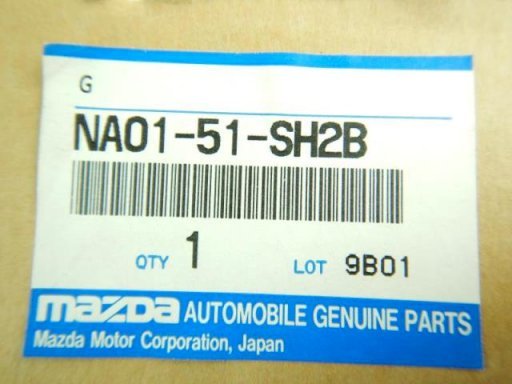 G
NA01-51-SH2B
QTY 1 LOT 9B01
mazda AUTOMOBILE GENUINE PARTS
Mazda Motor Corporation, Japan